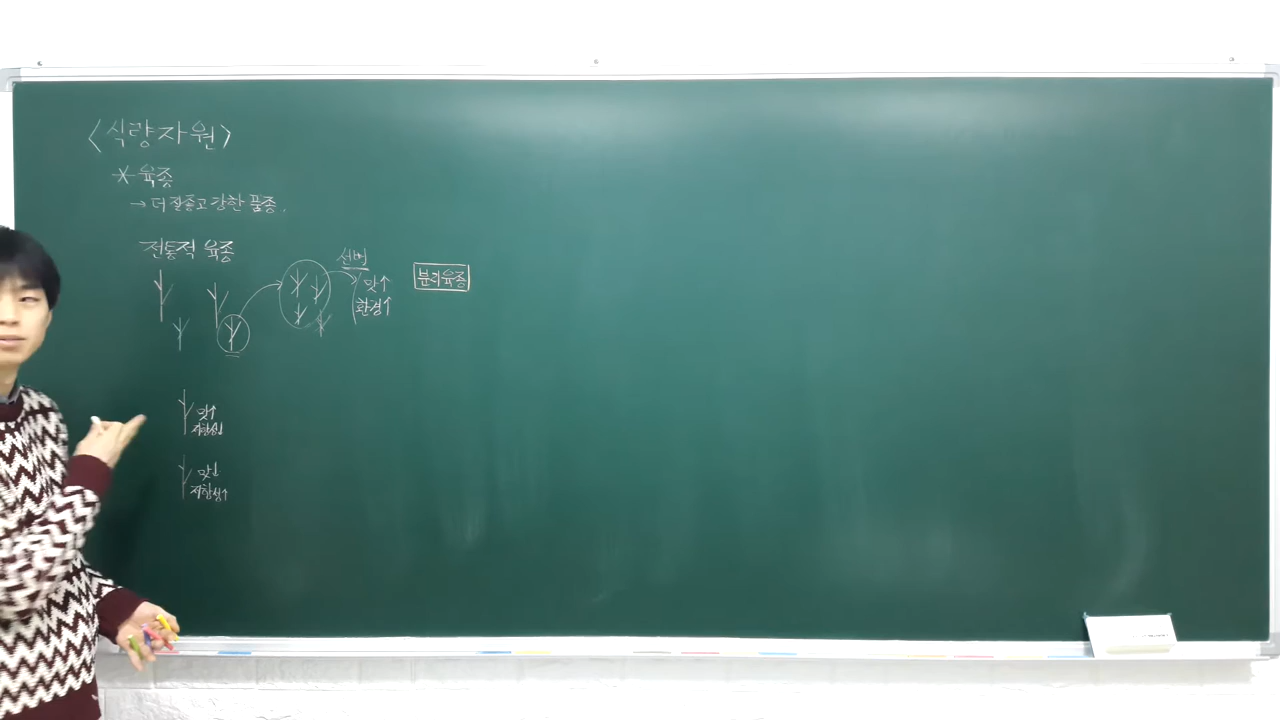 <식량자원>
* 육종
→ 더 잘좋고 강한 품종.
전통적 육종
선별
맛↑
환경↑
분리육종
맛↑
저항성↓
맛↓
저항성↑